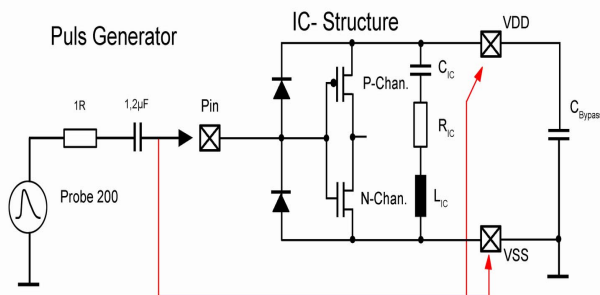 IC- Structure
Puls Generator
VDD
P-Chan.
C IC
1R
1,2µF
Pin
R IC
C Bypass
Probe 200
N-Chan.
L IC
VSS